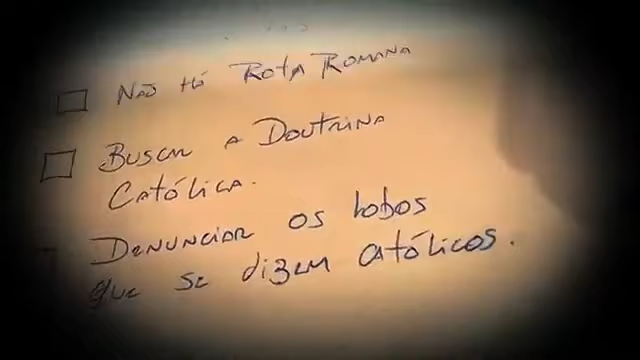 Não há Rota Romana
Buscar a Doutrina
Católica.
Denunciar os lobos
que se dizem católicos.